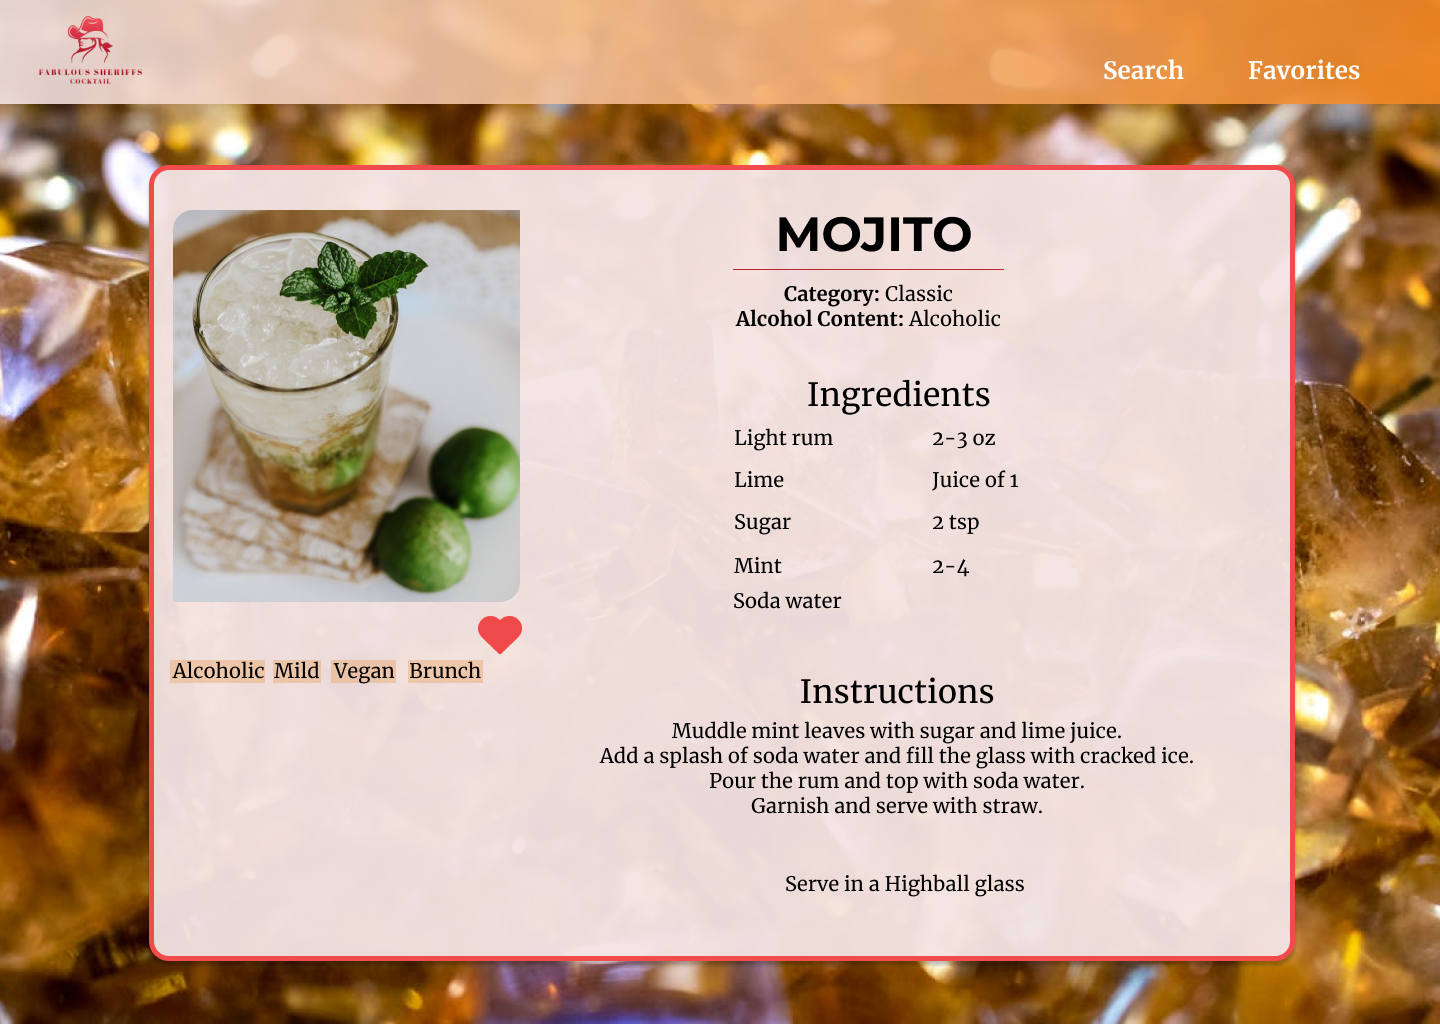 FABULOUS SHERIFFS
COCKTAIL
Search Favorites
MOJITO
Category: Classic
Alcohol Content: Alcoholic
Ingredients
Light rum 2-3 oz
Lime Juice of 1
Sugar 2 tsp
Mint 2-4
Soda water
Alcoholic Mild Vegan Brunch
Instructions
Muddle mint leaves with sugar and lime juice.
Add a splash of soda water and fill the glass with cracked ice.
Pour the rum and top with soda water.
Garnish and serve with straw.
Serve in a Highball glass